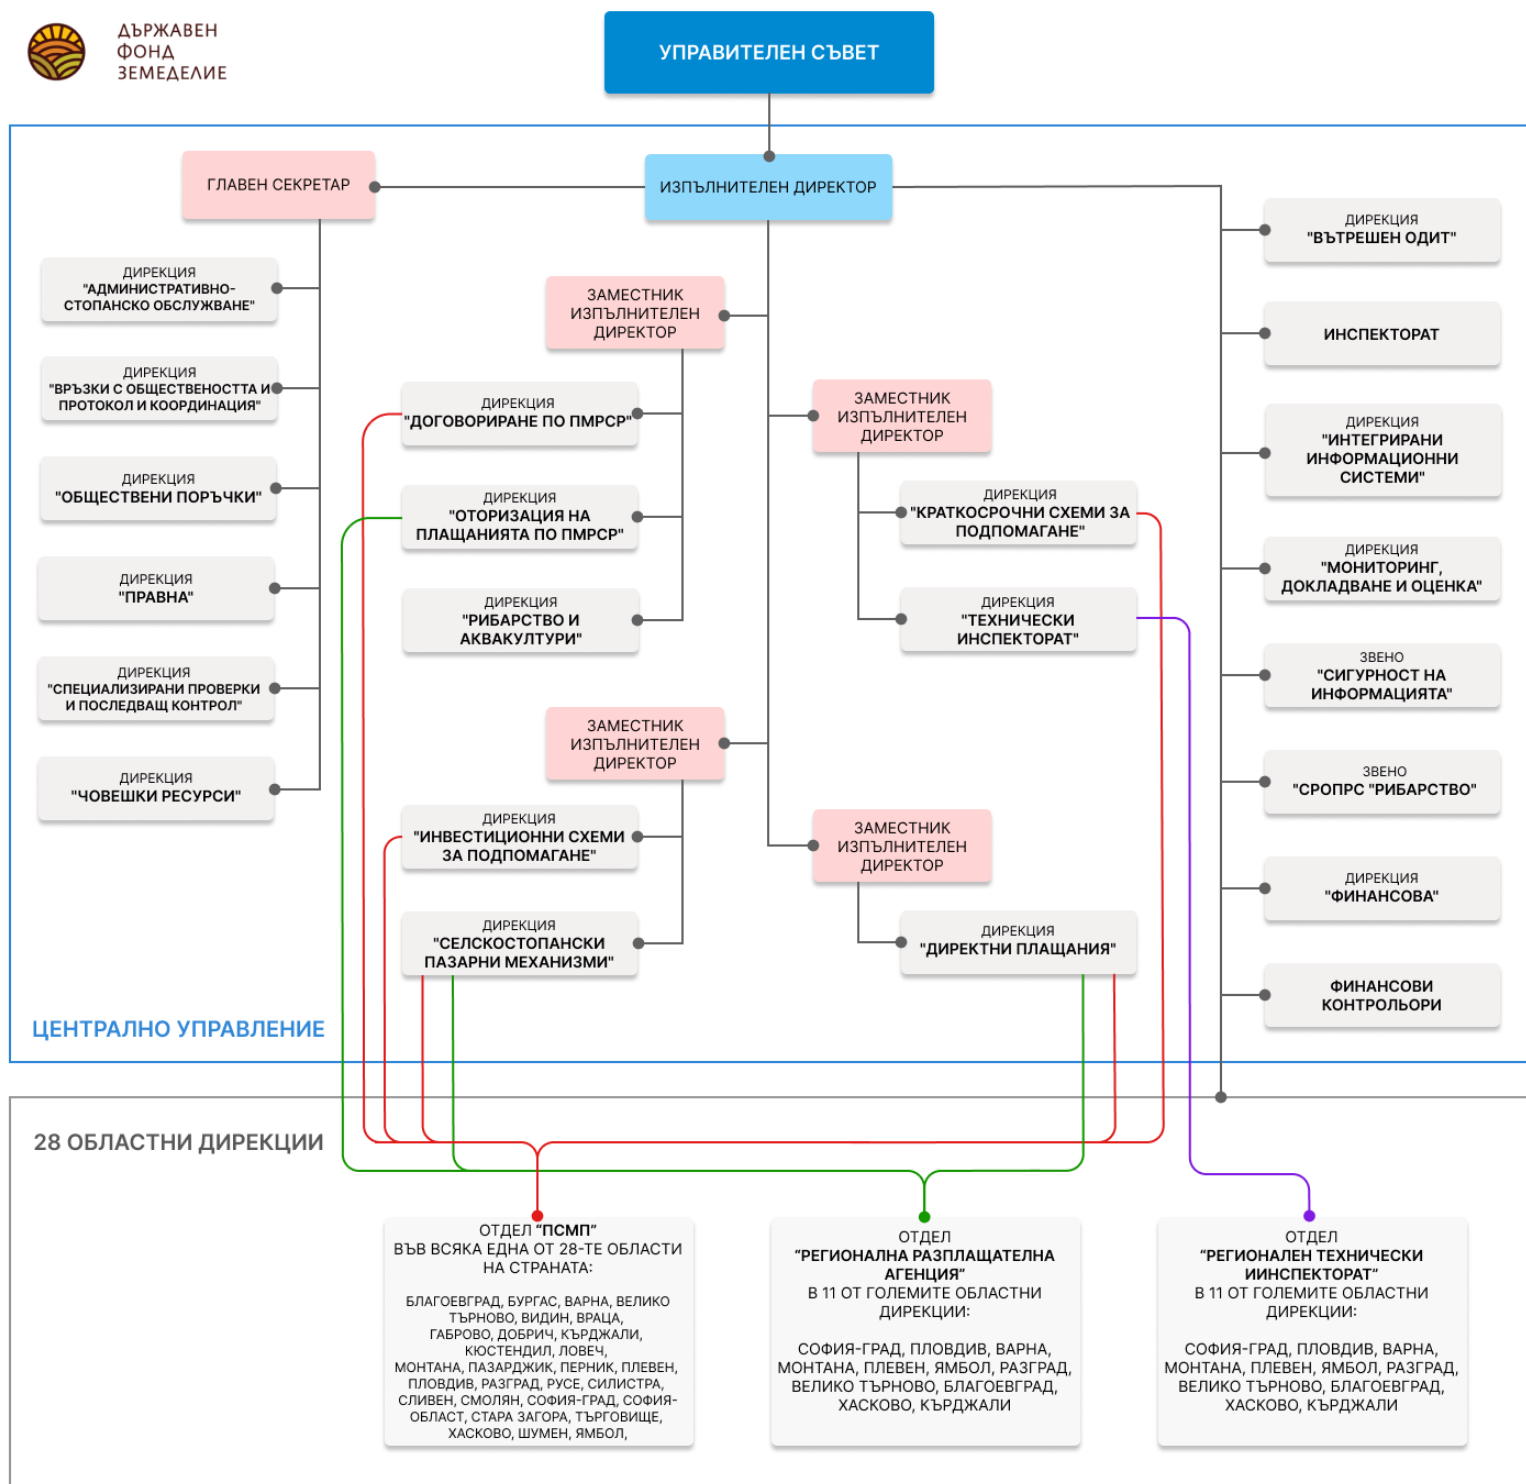 ДЪРЖАВЕН
ФОНД
ЗЕМЕДЕЛИЕ
УПРАВИТЕЛЕН СЪВЕТ
ГЛАВЕН СЕКРЕТАР
ИЗПЪЛНИТЕЛЕН ДИРЕКТОР
ДИРЕКЦИЯ
"АДМИНИСТРАТИВНО-
СТОПАНСКО ОБСЛУЖВАНЕ"
ДИРЕКЦИЯ
"ВРЪЗКИ С ОБЩЕСТВЕНОСТТА И
ПРОТОКОЛ И КООРДИНАЦИЯ"
ДИРЕКЦИЯ
"ОБЩЕСТВЕНИ ПОРЪЧКИ"
ДИРЕКЦИЯ
"ПРАВНА"
ДИРЕКЦИЯ
"СПЕЦИАЛИЗИРАНИ ПРОВЕРКИ
И ПОСЛЕДВАЩ КОНТРОЛ"
ДИРЕКЦИЯ
"ЧОВЕШКИ РЕСУРСИ"
ЗАМЕСТНИК
ИЗПЪЛНИТЕЛЕН
ДИРЕКТОР
ДИРЕКЦИЯ
"ДОГОВОРИРАНЕ ПО ПМРСР"
ДИРЕКЦИЯ
"ОТОРИЗАЦИЯ НА
ПЛАЩАНИЯТА ПО ПМРСР"
ДИРЕКЦИЯ
"РИБАРСТВО И
АКВАКУЛТУРИ"
ЗАМЕСТНИК
ИЗПЪЛНИТЕЛЕН
ДИРЕКТОР
ДИРЕКЦИЯ
"КРАТКОСРОЧНИ СХЕМИ ЗА
ПОДПОМАГАНЕ"
ДИРЕКЦИЯ
"ТЕХНИЧЕСКИ
ИНСПЕКТОРАТ"
ЗАМЕСТНИК
ИЗПЪЛНИТЕЛЕН
ДИРЕКТОР
ДИРЕКЦИЯ
"ИНВЕСТИЦИОННИ СХЕМИ
ЗА ПОДПОМАГАНЕ"
ДИРЕКЦИЯ
"СЕЛСКОСТОПАНСКИ
ПАЗАРНИ МЕХАНИЗМИ"
ЗАМЕСТНИК
ИЗПЪЛНИТЕЛЕН
ДИРЕКТОР
ДИРЕКЦИЯ
"ДИРЕКТНИ ПЛАЩАНИЯ"
ДИРЕКЦИЯ
"ВЪТРЕШЕН ОДИТ"
ИНСПЕКТОРАТ
ДИРЕКЦИЯ
"ИНТЕГРИРАНИ
ИНФОРМАЦИОННИ
СИСТЕМИ"
ДИРЕКЦИЯ
"МОНИТОРИНГ,
ДОКЛАДВАНЕ И ОЦЕНКА"
ЗВЕНО
"СИГУРНОСТ НА
ИНФОРМАЦИЯТА"
ЗВЕНО
"СРОПРС "РИБАРСТВО"
ДИРЕКЦИЯ
"ФИНАНСОВА"
ФИНАНСОВИ
КОНТРОЛЬОРИ
ЦЕНТРАЛНО УПРАВЛЕНИЕ
28 ОБЛАСТНИ ДИРЕКЦИИ
ОТДЕЛ "ПСМП"
ВЪВ ВСЯКА ЕДНА ОТ 28-ТЕ ОБЛАСТИ
НА СТРАНАТА:
БЛАГОЕВГРАД, БУРГАС, ВАРНА, ВЕЛИКО
ТЪРНОВО, ВИДИН, ВРАЦА,
ГАБРОВО, ДОБРИЧ, КЪРДЖАЛИ,
КЮСТЕНДИЛ, ЛОВЕЧ,
МОНТАНА, ПАЗАРДЖИК, ПЕРНИК, ПЛЕВЕН,
ПЛОВДИВ, РАЗГРАД, РУСЕ, СИЛИСТРА,
СЛИВЕН, СМОЛЯН, СОФИЯ-ГРАД, СОФИЯ-
ОБЛАСТ, СТАРА ЗАГОРА, ТЪРГОВИЩЕ,
ХАСКОВО, ШУМЕН, ЯМБОЛ,
ОТДЕЛ
"РЕГИОНАЛНА РАЗПЛАЩАТЕЛНА
АГЕНЦИЯ"
В 11 ОТ ГОЛЕМИТЕ ОБЛАСТНИ
ДИРЕКЦИИ:
СОФИЯ-ГРАД, ПЛОВДИВ, ВАРНА,
МОНТАНА, ПЛЕВЕН, ЯМБОЛ, РАЗГРАД,
ВЕЛИКО ТЪРНОВО, БЛАГОЕВГРАД,
ХАСКОВО, КЪРДЖАЛИ
ОТДЕЛ
"РЕГИОНАЛЕН ТЕХНИЧЕСКИ
ИИНСПЕКТОРАТ"
В 11 ОТ ГОЛЕМИТЕ ОБЛАСТНИ
ДИРЕКЦИИ:
СОФИЯ-ГРАД, ПЛОВДИВ, ВАРНА,
МОНТАНА, ПЛЕВЕН, ЯМБОЛ, РАЗГРАД,
ВЕЛИКО ТЪРНОВО, БЛАГОЕВГРАД,
ХАСКОВО, КЪРДЖАЛИ